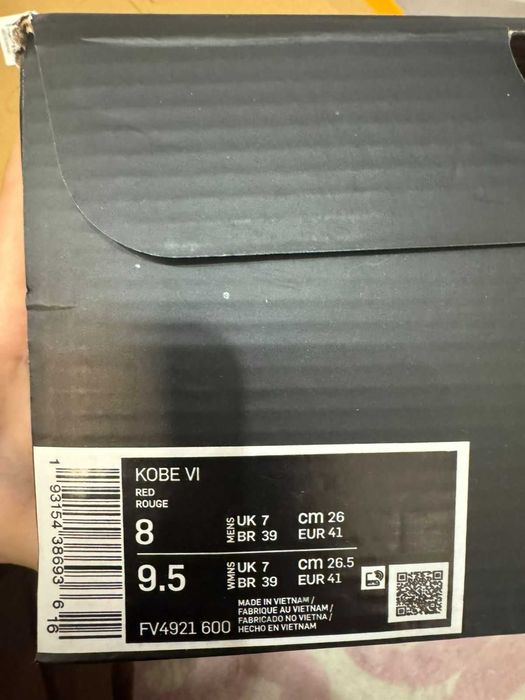 KOBE VI
RED
ROUGE
8 MENS UK 7 cm 26
BR 39 EUR 41
9.5 WMNS UK 7 cm 26.5
BR 39 EUR 41
MADE IN VIETNAM /
FABRIQUE AU VIETNAM /
FABRICADO NO VIETNA /
HECHO EN VIETNAM
FV4921 600
1 93154 38693 6 16